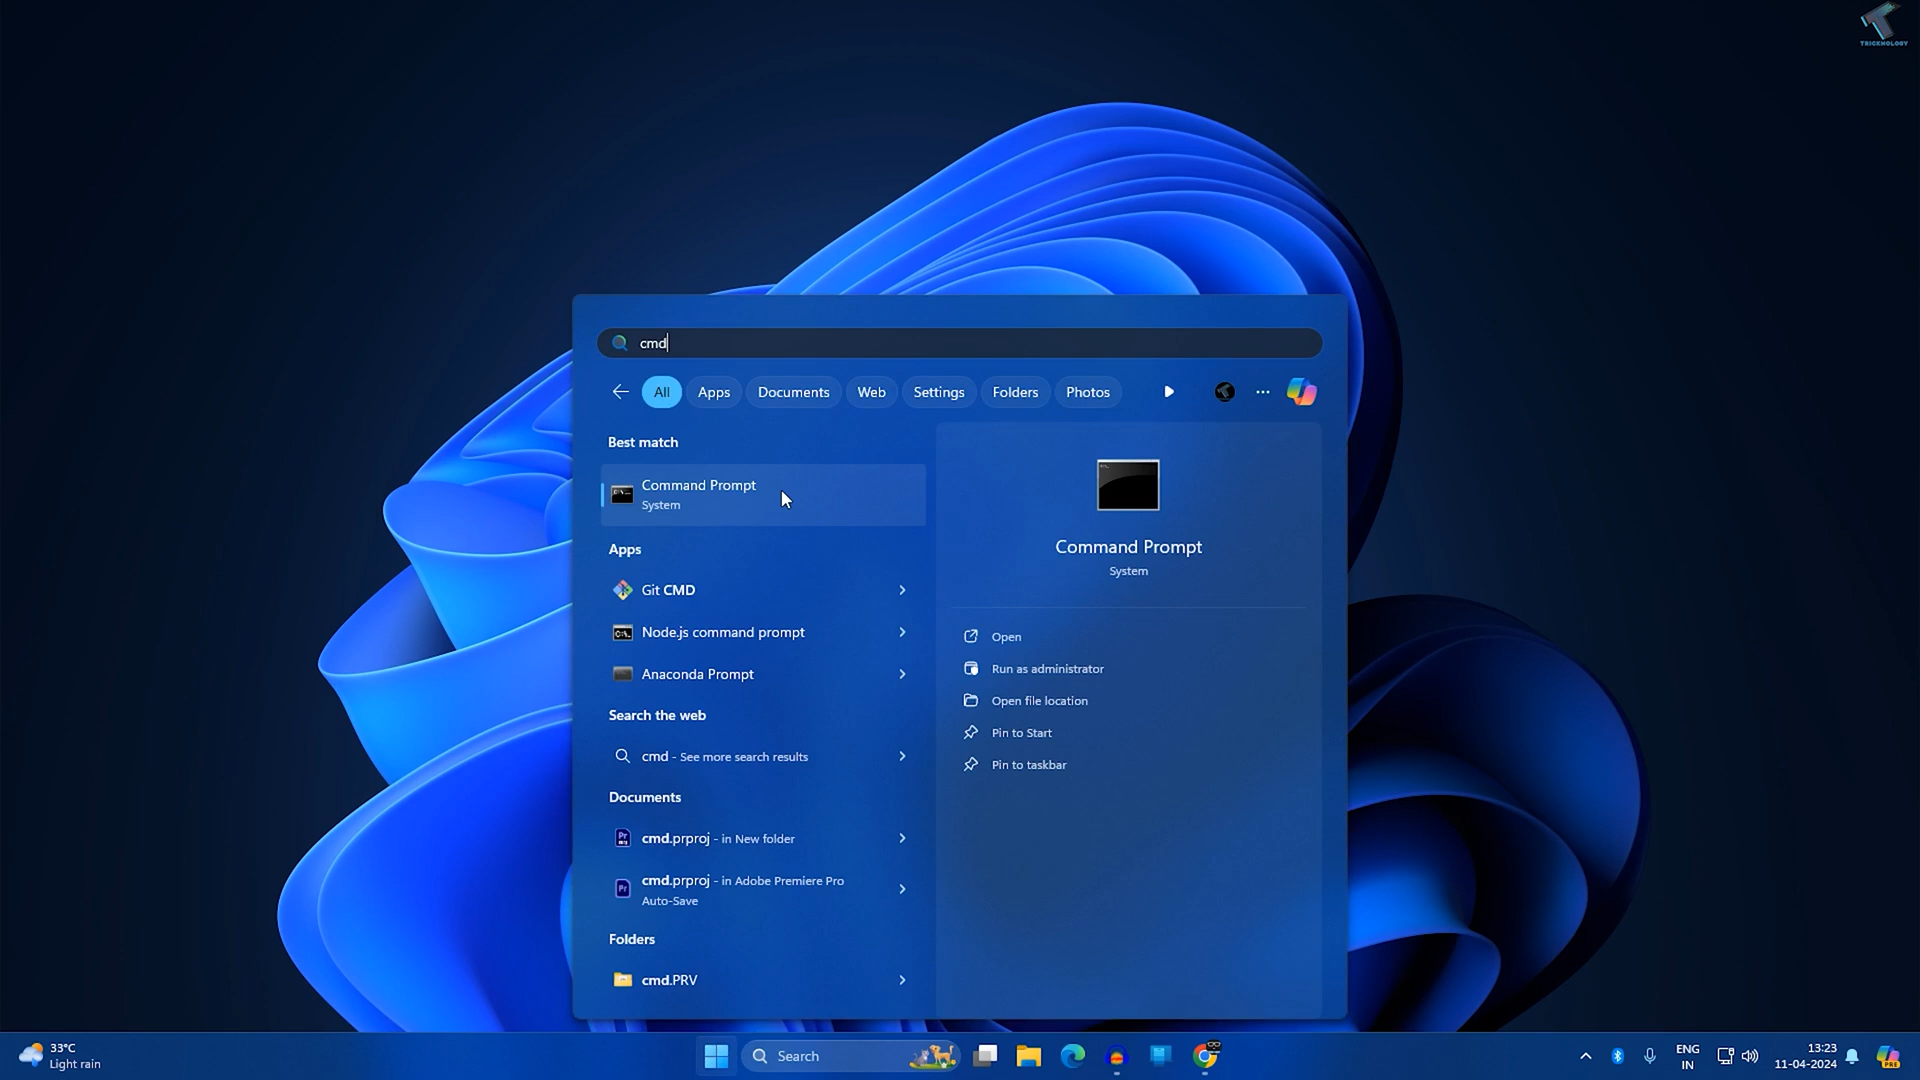 TRICKNOLOGY
cmd
All Apps Documents Web Settings Folders Photos
Best match
Command Prompt
System
Apps
Git CMD
Node.js command prompt
Anaconda Prompt
Search the web
cmd - See more search results
Documents
cmd.prproj - in New folder
cmd.prproj - in Adobe Premiere Pro
Auto-Save
Folders
cmd.PRV
Command Prompt
System
Open
Run as administrator
Open file location
Pin to Start
Pin to taskbar
33°C
Light rain
Search
ENG
IN
13:23
11-04-2024
PRE